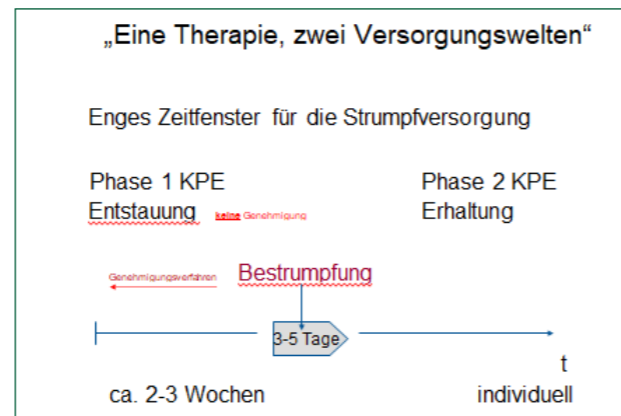 „Eine Therapie, zwei Versorgungswelten“
Enges Zeitfenster für die Strumpfversorgung
Phase 1 KPE
Phase 2 KPE
Entstauung keine Genehmigung
Erhaltung
Genehmigungsverfahren
Bestrumpfung
3-5 Tage
t
ca. 2-3 Wochen
individuell